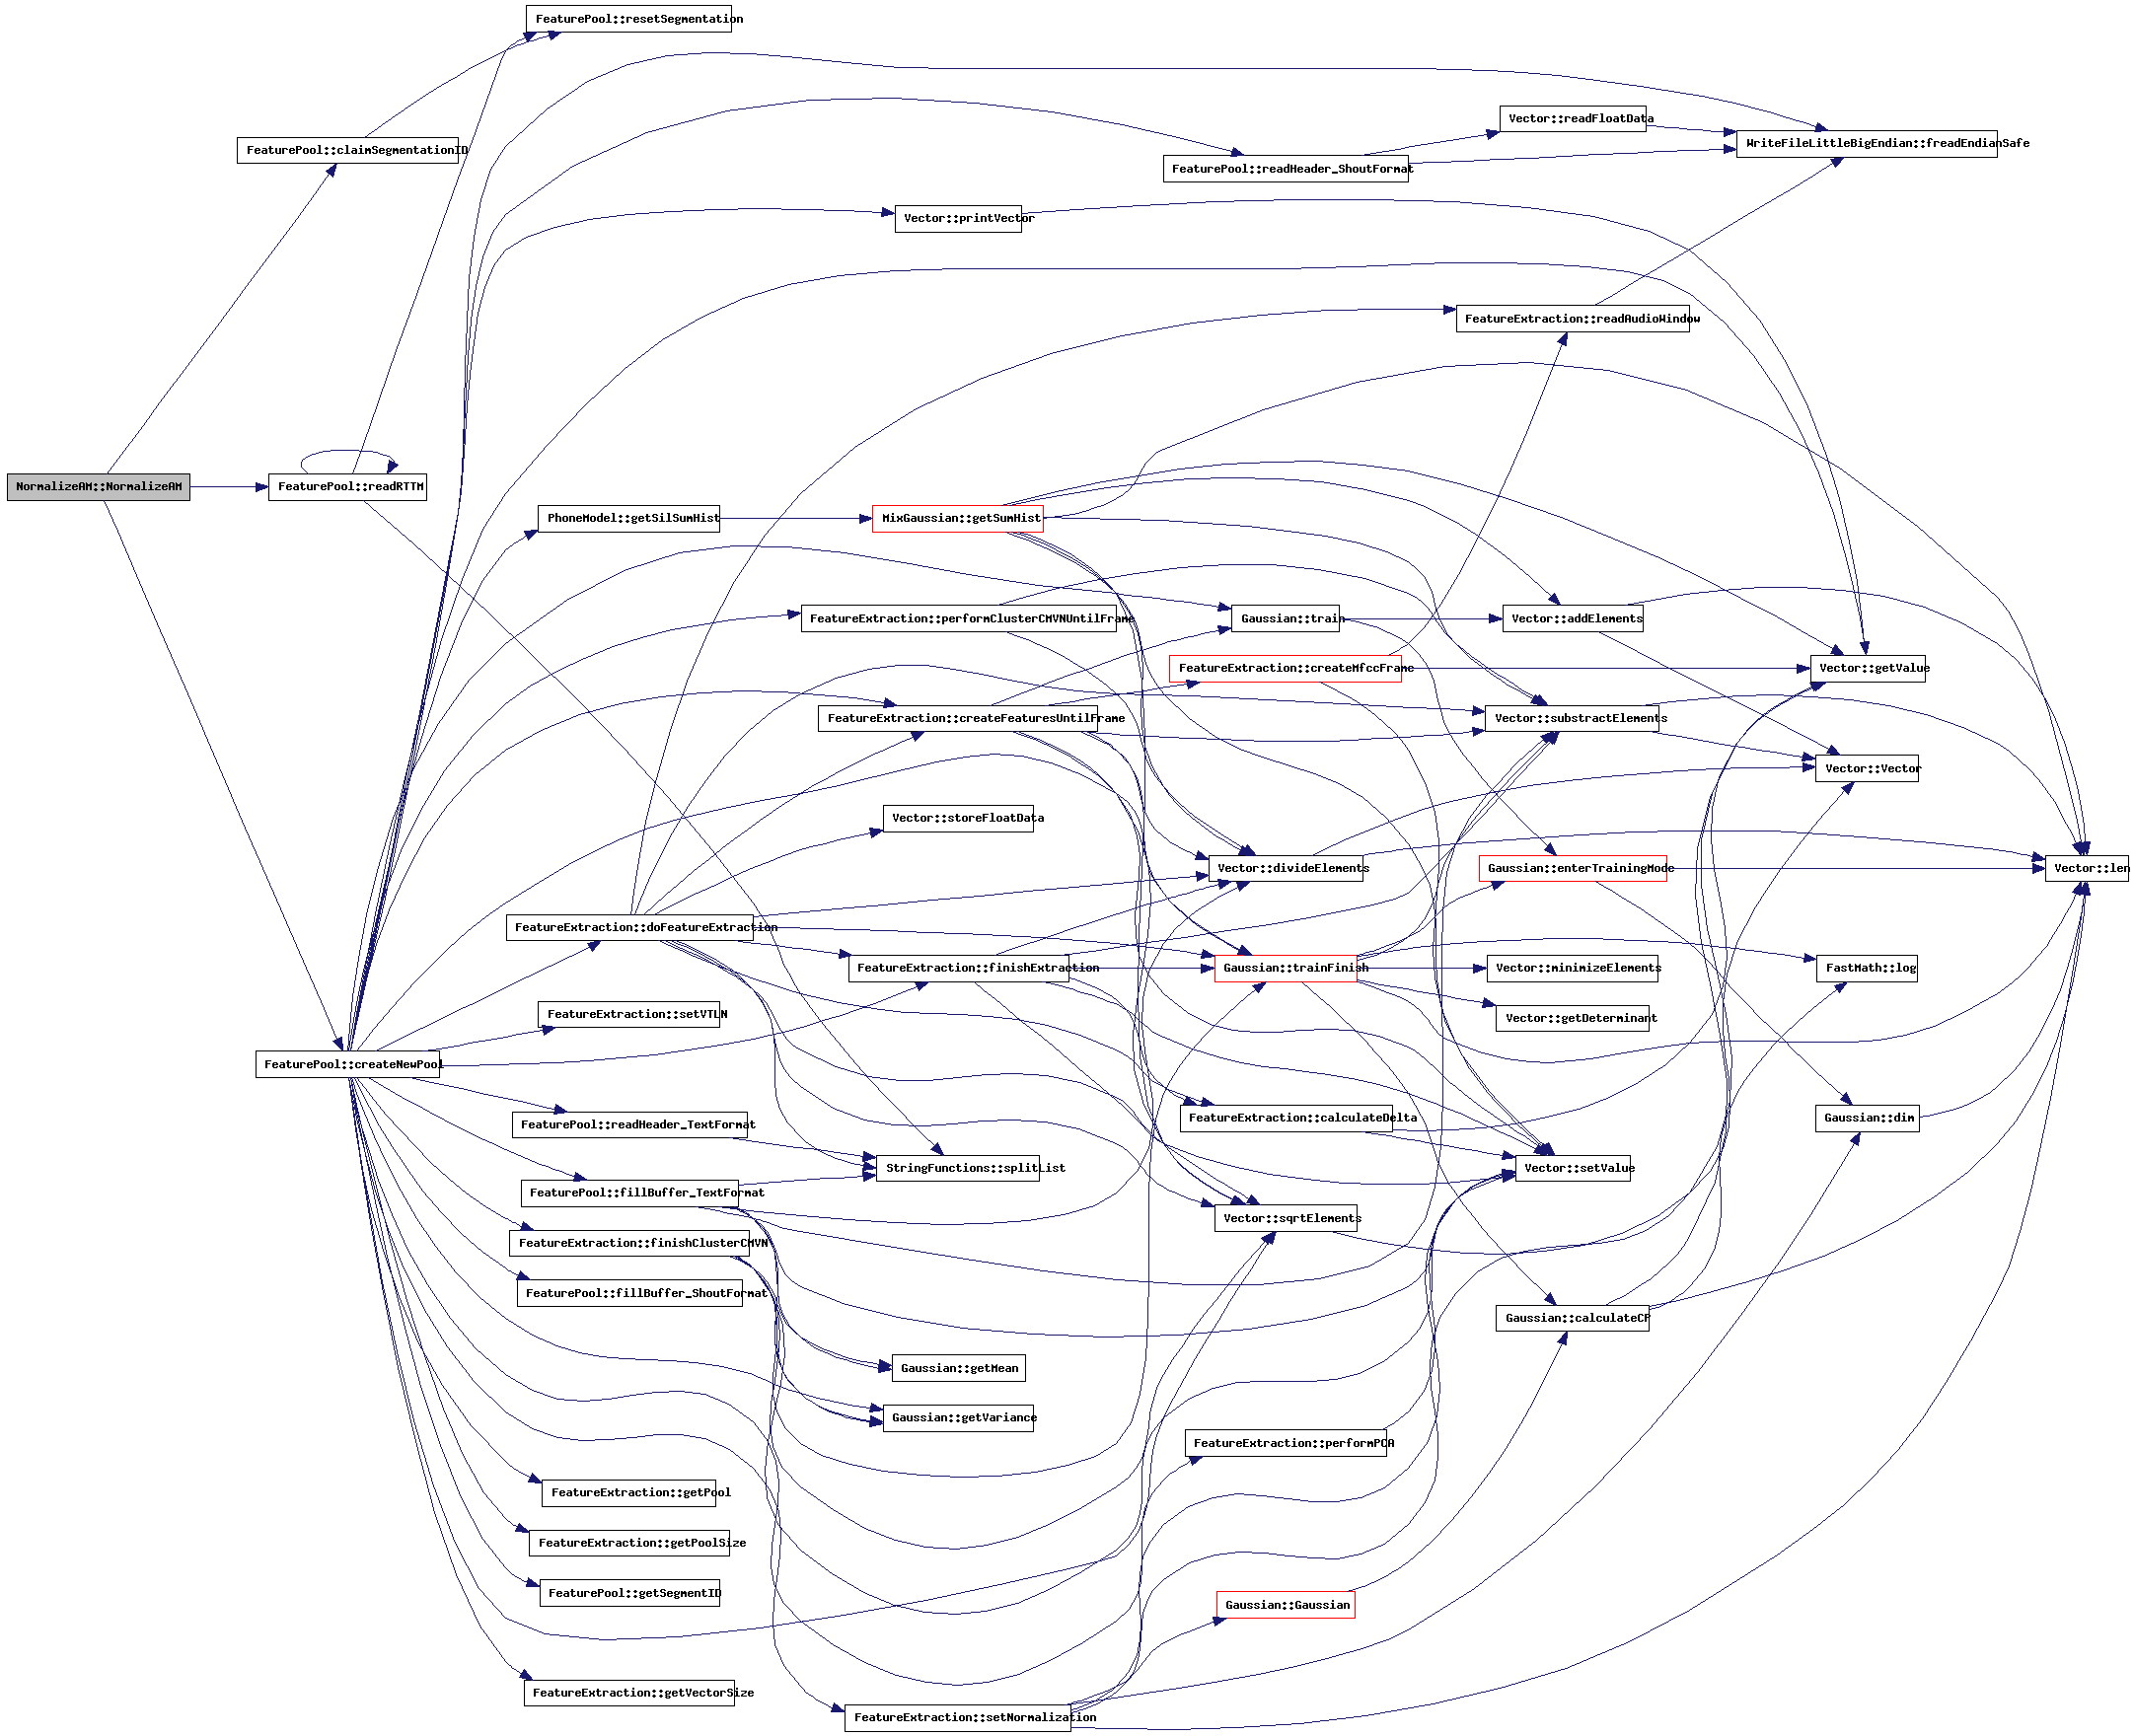 FeaturePool::resetSegmentation
Vector::readFloatData
WriteFileLittleBigEndian::freadEndianSafe
FeaturePool::claimSegmentationID
FeaturePool::readHeader_ShoutFormat
Vector::printVector
FeatureExtraction::readAudioWindow
NormalizeAM::NormalizeAM
FeaturePool::readRTTM
PhoneModel::getSilSumHist
MixGaussian::getSumHist
FeatureExtraction::performClusterCMVNUntilFrame
Gaussian::train
Vector::addElements
FeatureExtraction::createMfccFrame
Vector::getValue
FeatureExtraction::createFeaturesUntilFrame
Vector::substractElements
Vector::Vector
Vector::storeFloatData
Vector::divideElements
Gaussian::enterTrainingMode
Vector::len
FeatureExtraction::doFeatureExtraction
FeatureExtraction::finishExtraction
Gaussian::trainFinish
Vector::minimizeElements
FastMath::log
FeatureExtraction::setVTLN
Vector::getDeterminant
FeaturePool::createNewPool
FeaturePool::readHeader_TextFormat
FeatureExtraction::calculateDelta
Gaussian::dim
StringFunctions::splitList
Vector::setValue
FeaturePool::fillBuffer_TextFormat
Vector::sqrtElements
FeatureExtraction::finishClusterCMVN
FeaturePool::fillBuffer_ShoutFormat
Gaussian::calculateCP
Gaussian::getMean
Gaussian::getVariance
FeatureExtraction::performPCA
FeatureExtraction::getPool
FeatureExtraction::getPoolSize
FeaturePool::getSegmentID
Gaussian::Gaussian
FeatureExtraction::getVectorSize
FeatureExtraction::setNormalization